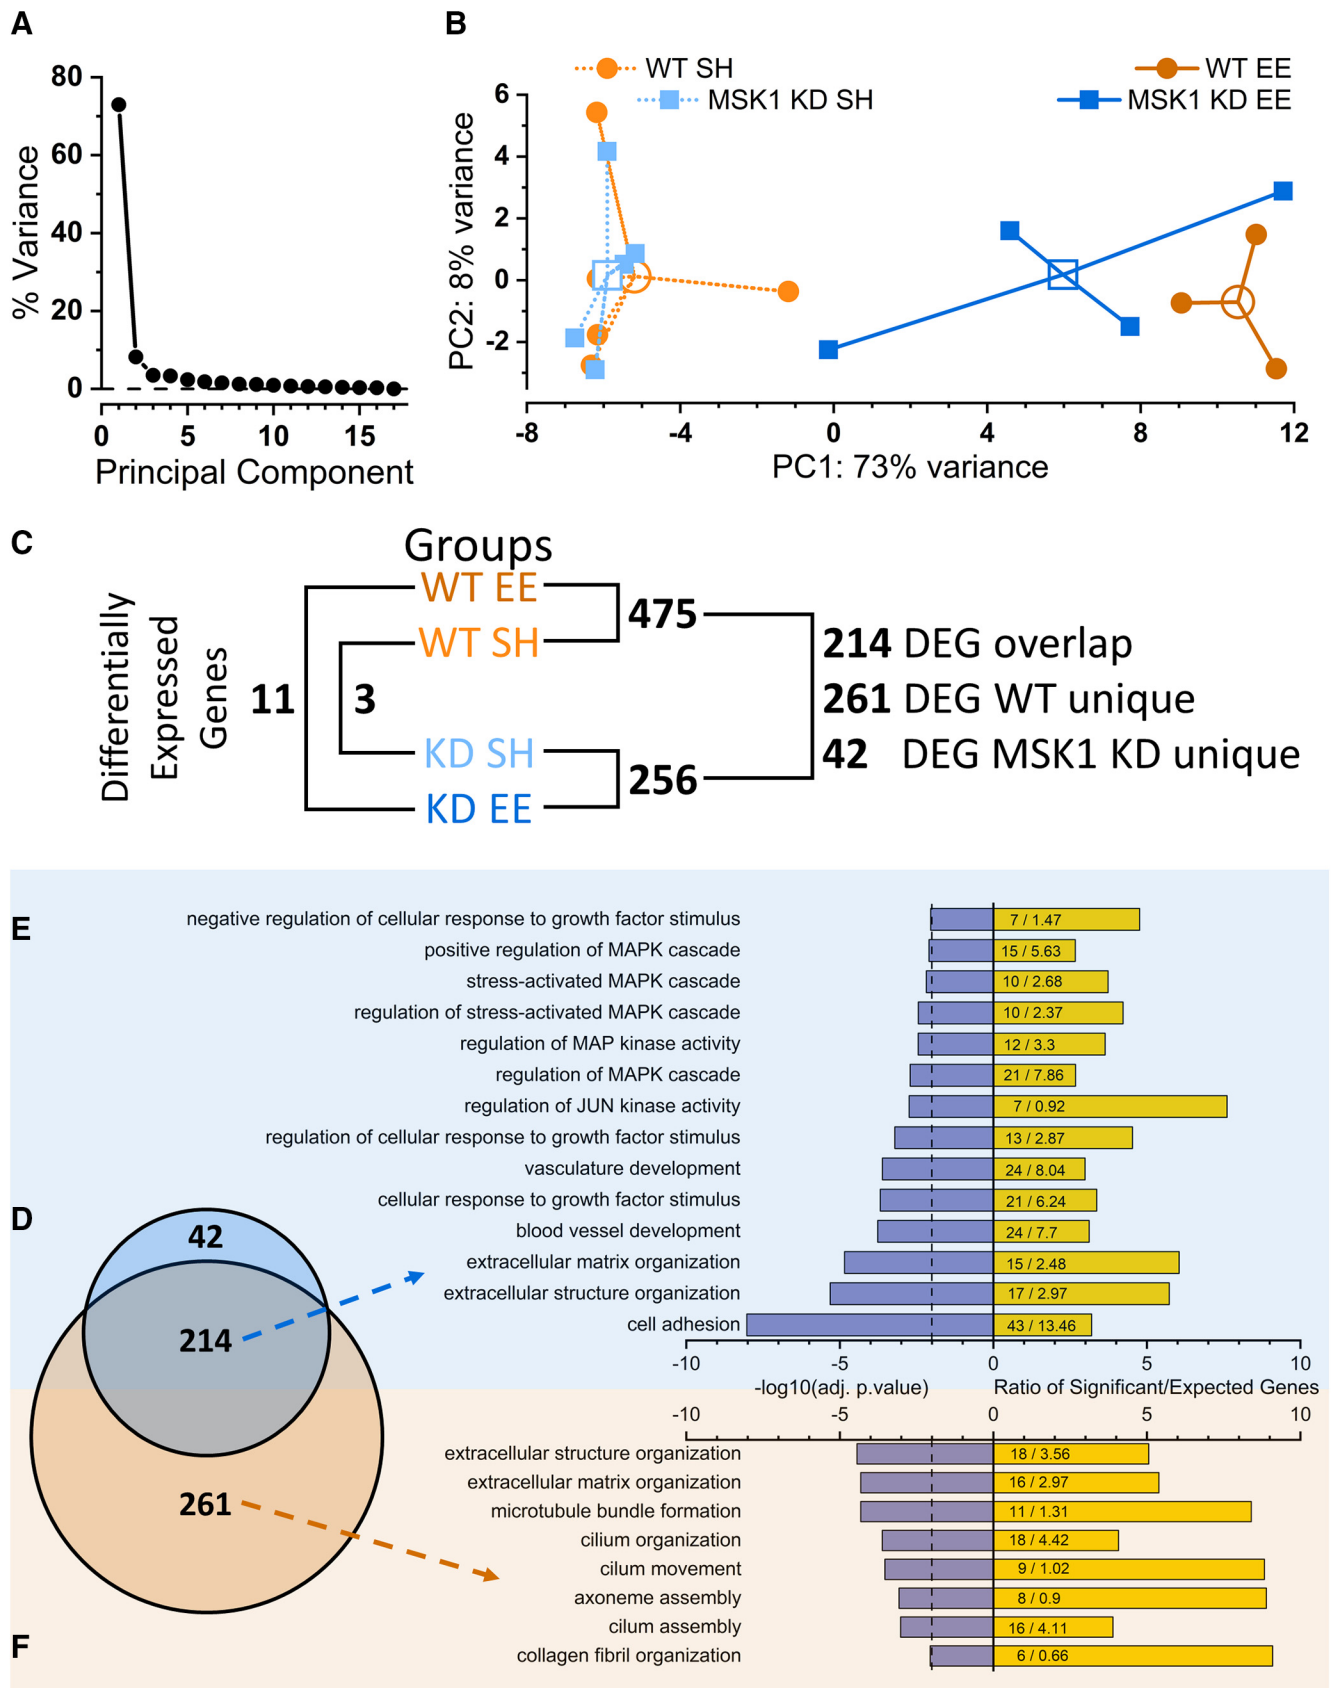 A
80
60
40
20
0
% Variance
0 5 10 15
Principal Component
B
WT SH
MSK1 KD SH
WT EE
MSK1 KD EE
6
4
2
0
-2
PC2: 8% variance
-8 -4 0 4 8 12
PC1: 73% variance
C
Differentially
Expressed
Genes
Groups
WT EE
WT SH
KD SH
KD EE
11
3
475
256
214 DEG overlap
261 DEG WT unique
42 DEG MSK1 KD unique
E
negative regulation of cellular response to growth factor stimulus 7 / 1.47
positive regulation of MAPK cascade 15 / 5.63
stress-activated MAPK cascade 10 / 2.68
regulation of stress-activated MAPK cascade 10 / 2.37
regulation of MAP kinase activity 12 / 3.3
regulation of MAPK cascade 21 / 7.86
regulation of JUN kinase activity 7 / 0.92
regulation of cellular response to growth factor stimulus 13 / 2.87
vasculature development 24 / 8.04
cellular response to growth factor stimulus 21 / 6.24
blood vessel development 24 / 7.7
extracellular matrix organization 15 / 2.48
extracellular structure organization 17 / 2.97
cell adhesion 43 / 13.46
-10 -5 0 5 10
-log10(adj. p.value) Ratio of Significant/Expected Genes
D
42
214
261
F
-10 -5 0 5 10
extracellular structure organization 18 / 3.56
extracellular matrix organization 16 / 2.97
microtubule bundle formation 11 / 1.31
cilium organization 18 / 4.42
cilum movement 9 / 1.02
axoneme assembly 8 / 0.9
cilum assembly 16 / 4.11
collagen fibril organization 6 / 0.66